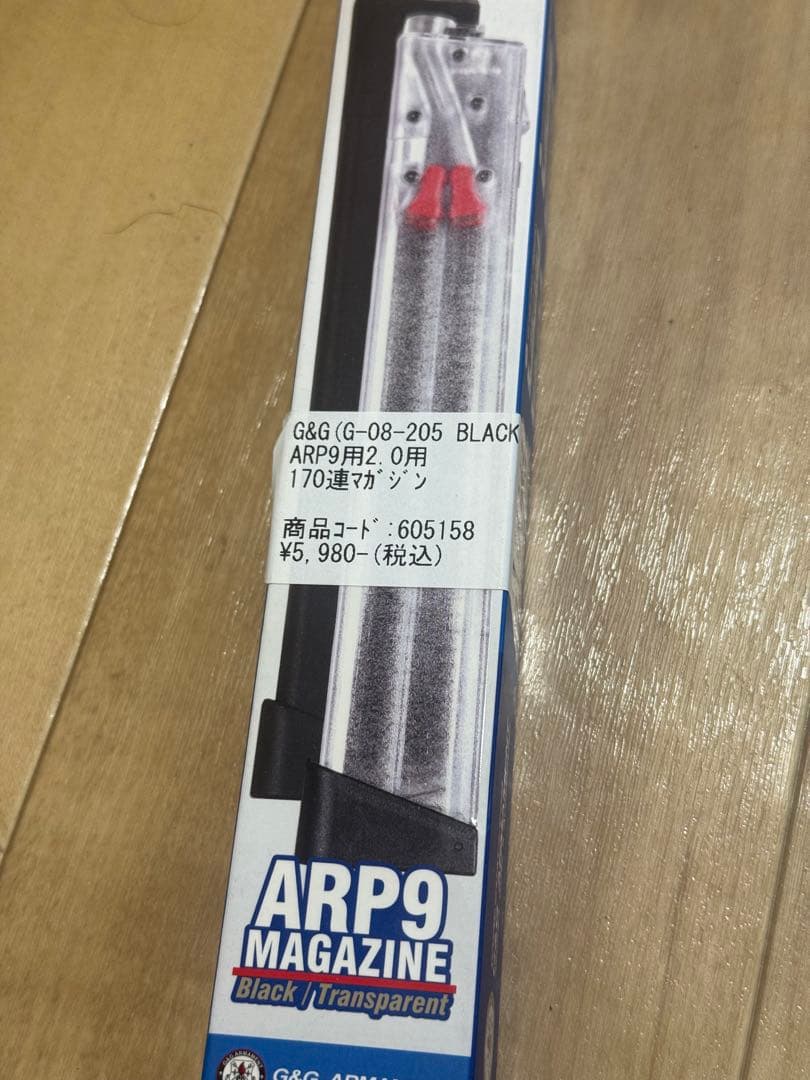 G&G(G-08-205 BLACK
ARP9用2.0用
170連ﾏｶﾞｼﾞﾝ
商品ｺｰﾄﾞ:605158
¥5,980-(税込)
ARP9
MAGAZINE
Black / Transparent
G&G